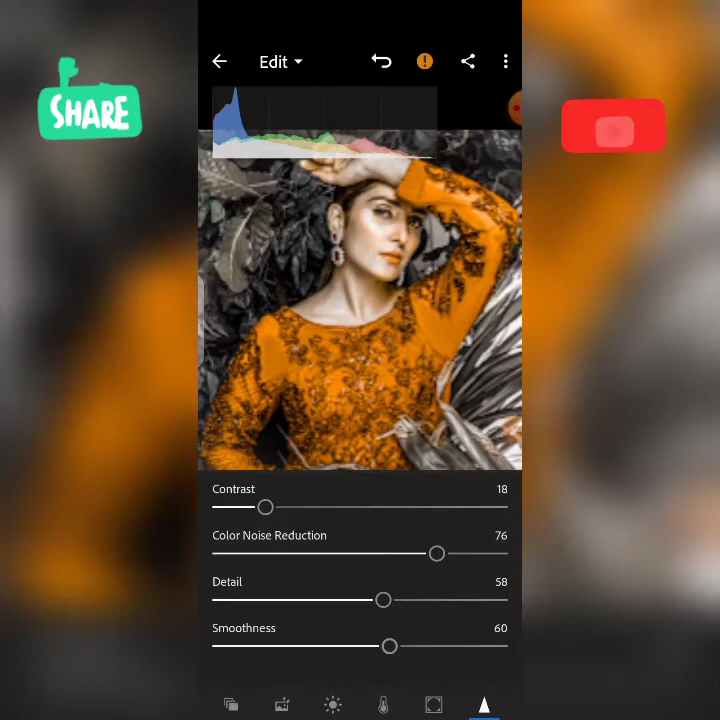 Edit
SHARE
Contrast 18
Color Noise Reduction 76
Detail 58
Smoothness 60